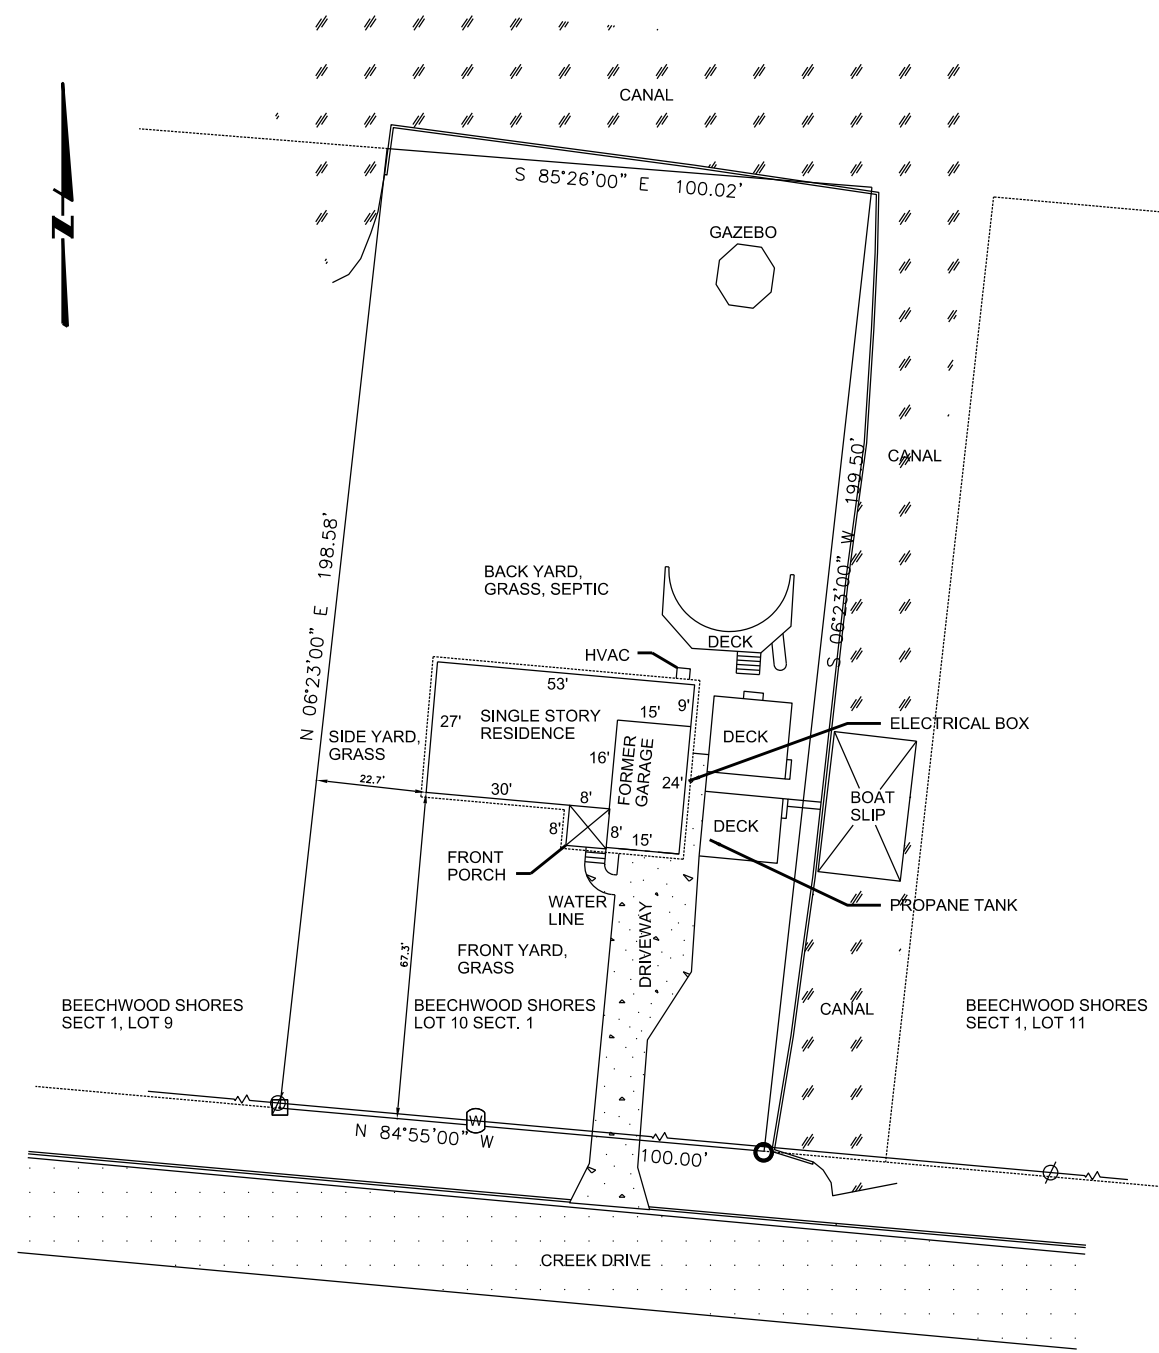 CANAL
S 85°26'00" E 100.02'
N
GAZEBO
CANAL
199.50'
S 06°23'00" W
N 06°23'00" E 198.58'
BACK YARD,
GRASS, SEPTIC
DECK
HVAC
53'
9'
15'
27'
SINGLE STORY
RESIDENCE
SIDE YARD,
GRASS
DECK
ELECTRICAL BOX
16'
FORMER
GARAGE
24'
22.7'
30'
8'
BOAT
SLIP
8'
8'
15'
DECK
FRONT
PORCH
WATER
LINE
PROPANE TANK
DRIVEWAY
67.3'
FRONT YARD,
GRASS
BEECHWOOD SHORES
SECT 1, LOT 9
BEECHWOOD SHORES
LOT 10 SECT. 1
CANAL
BEECHWOOD SHORES
SECT 1, LOT 11
W
N 84°55'00" W 100.00'
CREEK DRIVE